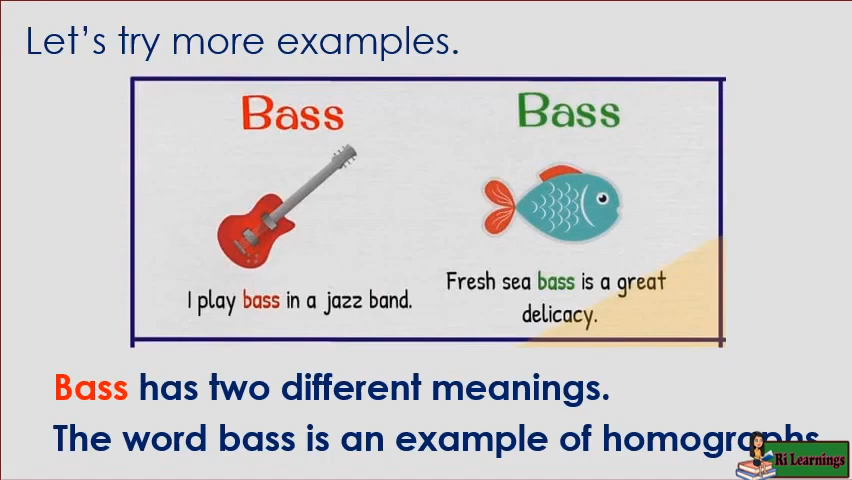 Let's try more examples.
Bass
Bass
I play bass in a jazz band.
Fresh sea bass is a great
delicacy.
Bass has two different meanings.
The word bass is an example of homographs
Ri Learnings